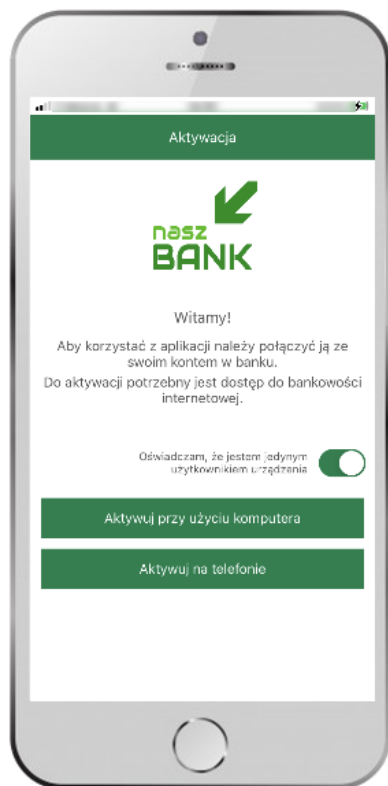 Aktywacja
nasz
BANK
Witamy!
Aby korzystać z aplikacji należy połączyć ją ze
swoim kontem w banku.
Do aktywacji potrzebny jest dostęp do bankowości
internetowej.
Oświadczam, że jestem jedynym
użytkownikiem urządzenia
Aktywuj przy użyciu komputera
Aktywuj na telefonie